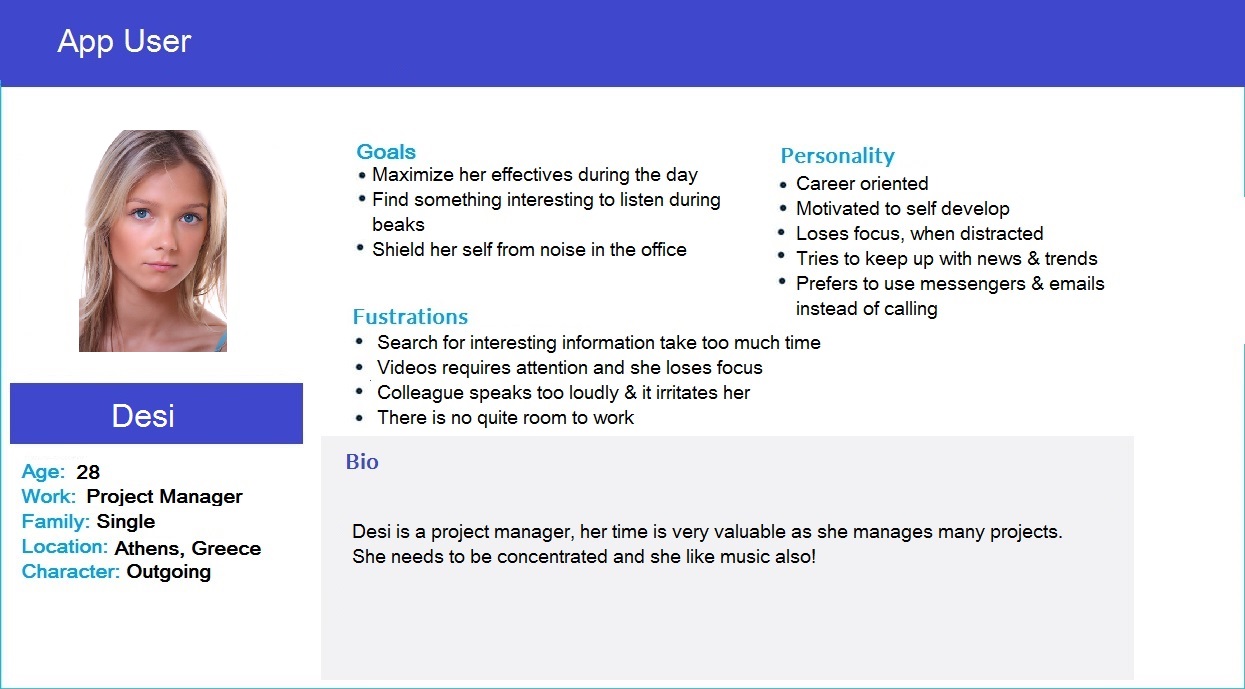 App User
Desi
Age: 28
Work: Project Manager
Family: Single
Location: Athens, Greece
Character: Outgoing
Goals
• Maximize her effectives during the day
• Find something interesting to listen during
beaks
• Shield her self from noise in the office
Personality
• Career oriented
• Motivated to self develop
• Loses focus, when distracted
• Tries to keep up with news & trends
• Prefers to use messengers & emails
instead of calling
Fustrations
• Search for interesting information take too much time
• Videos requires attention and she loses focus
• Colleague speaks too loudly & it irritates her
• There is no quite room to work
Bio
Desi is a project manager, her time is very valuable as she manages many projects.
She needs to be concentrated and she like music also!